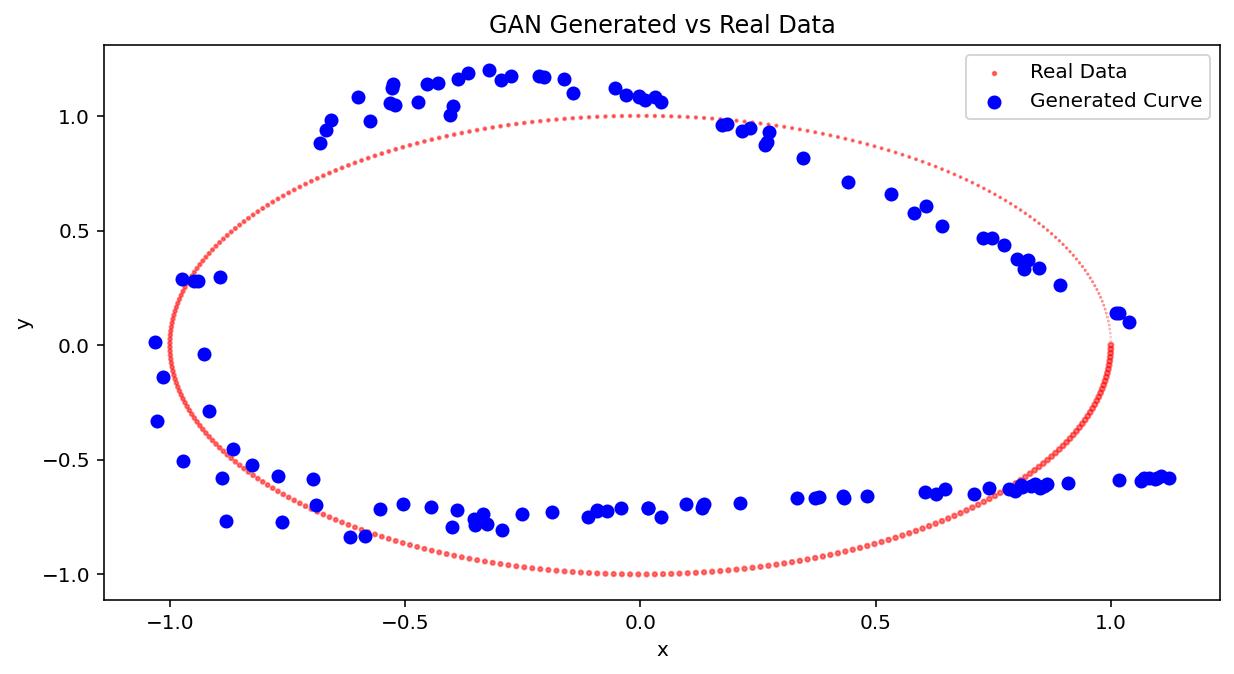 GAN Generated vs Real Data
Real Data
Generated Curve
1.0
0.5
0.0
−0.5
−1.0
y
−1.0 −0.5 0.0 0.5 1.0
x